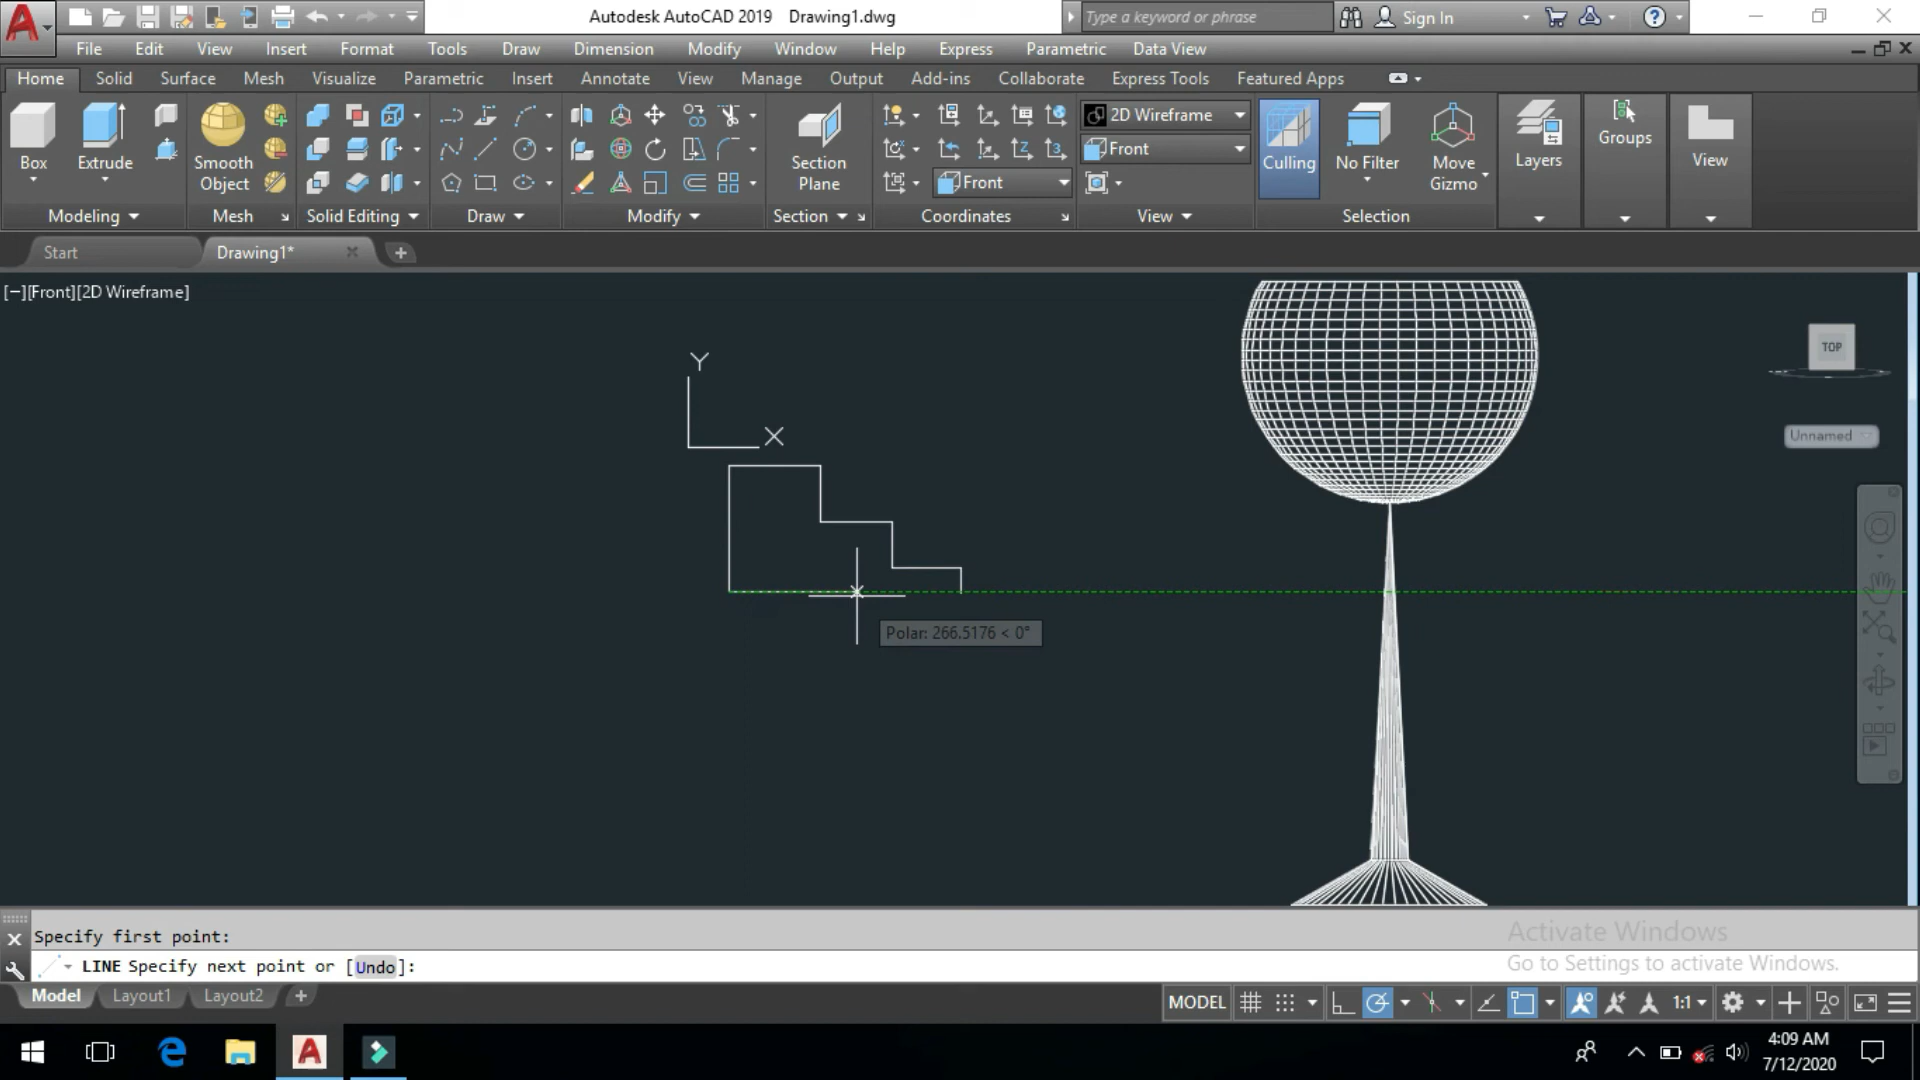 Autodesk AutoCAD 2019 Drawing1.dwg
Type a keyword or phrase
Sign In
File Edit View Insert Format Tools Draw Dimension Modify Window Help Express Parametric Data View
Home Solid Surface Mesh Visualize Parametric Insert Annotate View Manage Output Add-ins Collaborate Express Tools Featured Apps
Box
Extrude
Smooth
Object
Section
Plane
2D Wireframe
Front
Front
Culling
No Filter
Move
Gizmo
Layers
Groups
View
Modeling Mesh Solid Editing Draw Modify Section Coordinates View Selection
Start Drawing1*
[−][Front][2D Wireframe]
Y
X
TOP
Unnamed
Polar: 266.5176 < 0°
Specify first point:
LINE Specify next point or [Undo]:
Activate Windows
Go to Settings to activate Windows.
Model Layout1 Layout2
MODEL
1:1
4:09 AM
7/12/2020